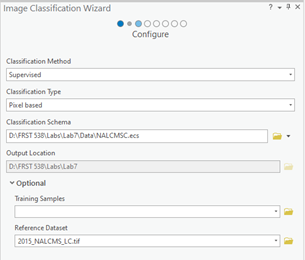 Image Classification Wizard
Configure
Classification Method
Supervised
Classification Type
Pixel based
Classification Schema
D:\FRST 538\Labs\Lab7\Data\NALCMSC.ecs
Output Location
D:\FRST 538\Labs\Lab7
Optional
Training Samples
Reference Dataset
2015_NALCMS_LC.tif